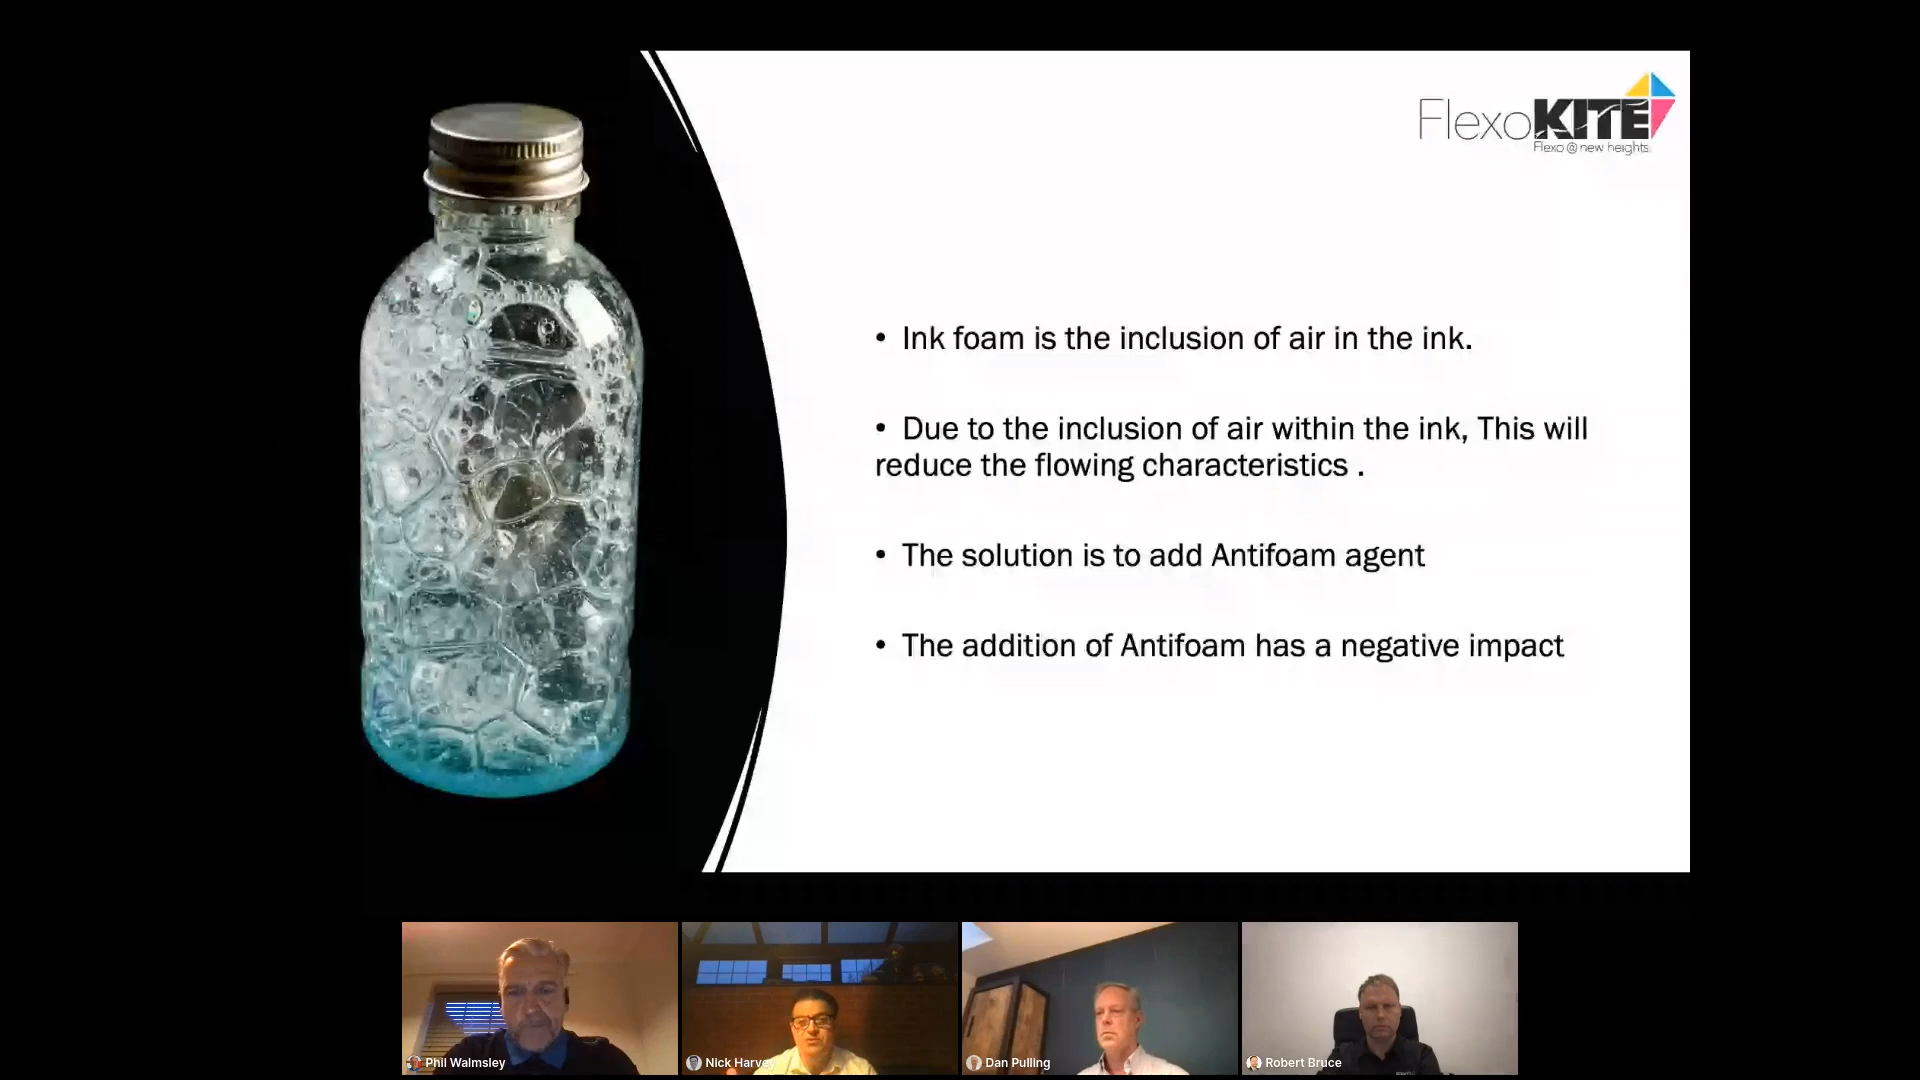 FlexoKITE
Flexo @ new heights
• Ink foam is the inclusion of air in the ink.
• Due to the inclusion of air within the ink, This will
reduce the flowing characteristics .
• The solution is to add Antifoam agent
• The addition of Antifoam has a negative impact
Phil Walmsley
Nick Harvey
Dan Pulling
Robert Bruce